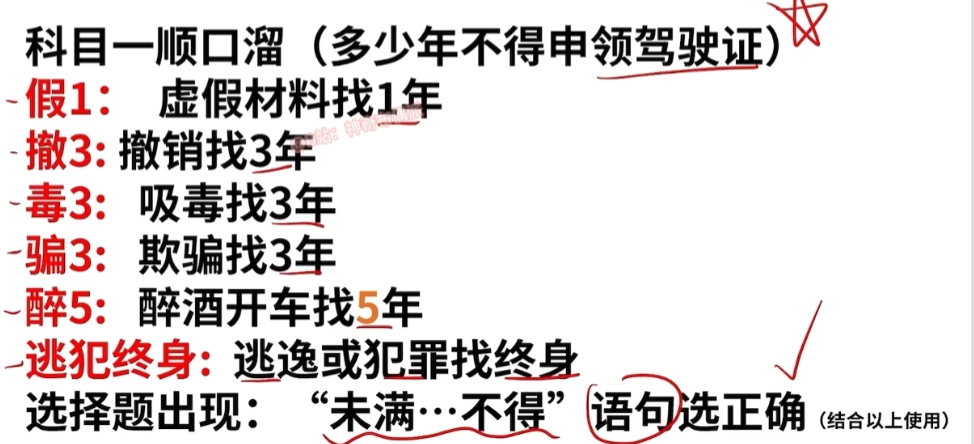 科目一顺口溜（多少年不得申领驾驶证）
假1： 虚假材料找1年
撤3：撤销找3年
毒3： 吸毒找3年
骗3： 欺骗找3年
醉5： 醉酒开车找5年
逃犯终身：逃逸或犯罪找终身
选择题出现：“未满…不得”语句选正确（结合以上使用）